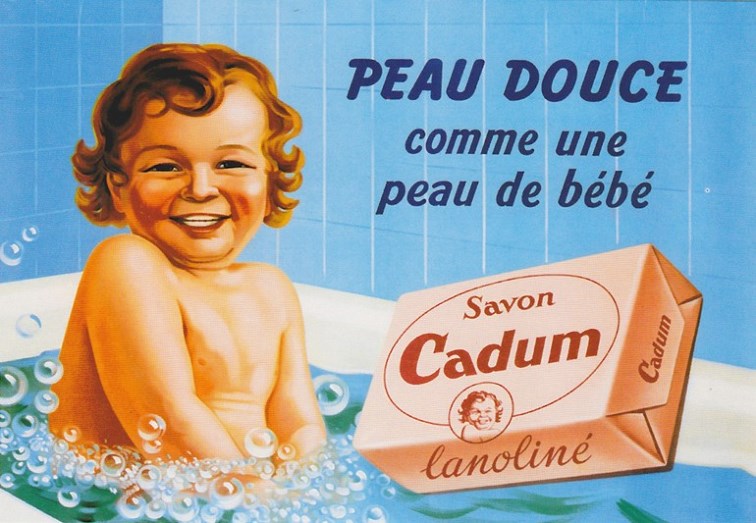 PEAU DOUCE
comme une
peau de bébé
Savon
Cadum
lanoliné
Cadum